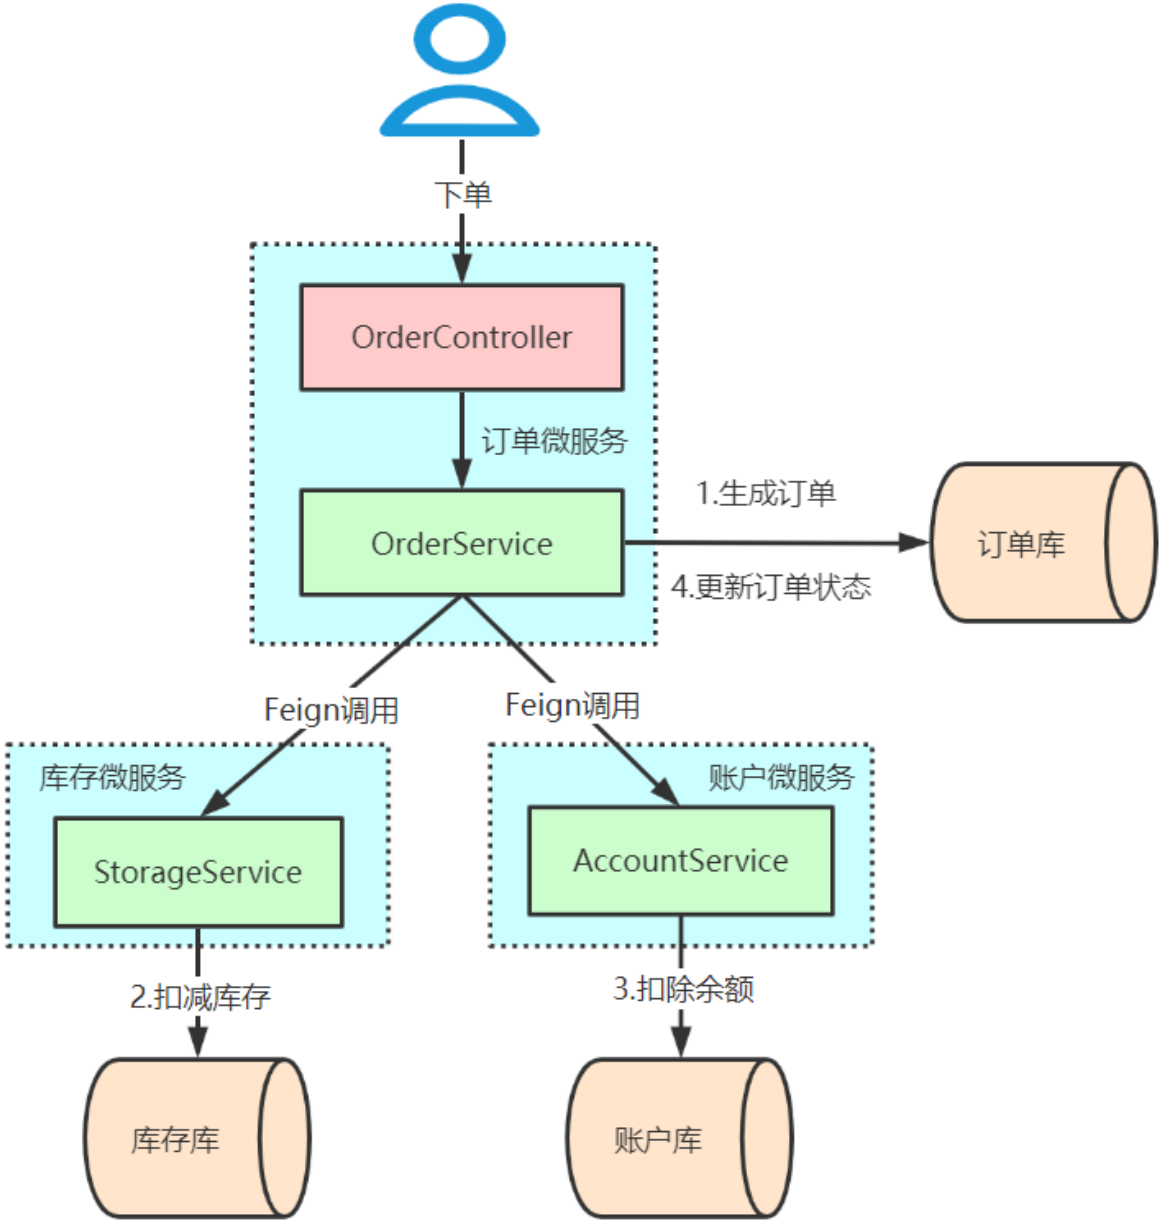 下单
OrderController
订单微服务
1.生成订单
OrderService
订单库
4.更新订单状态
Feign调用
Feign调用
库存微服务
账户微服务
StorageService
AccountService
2.扣减库存
3.扣除余额
库存库
账户库